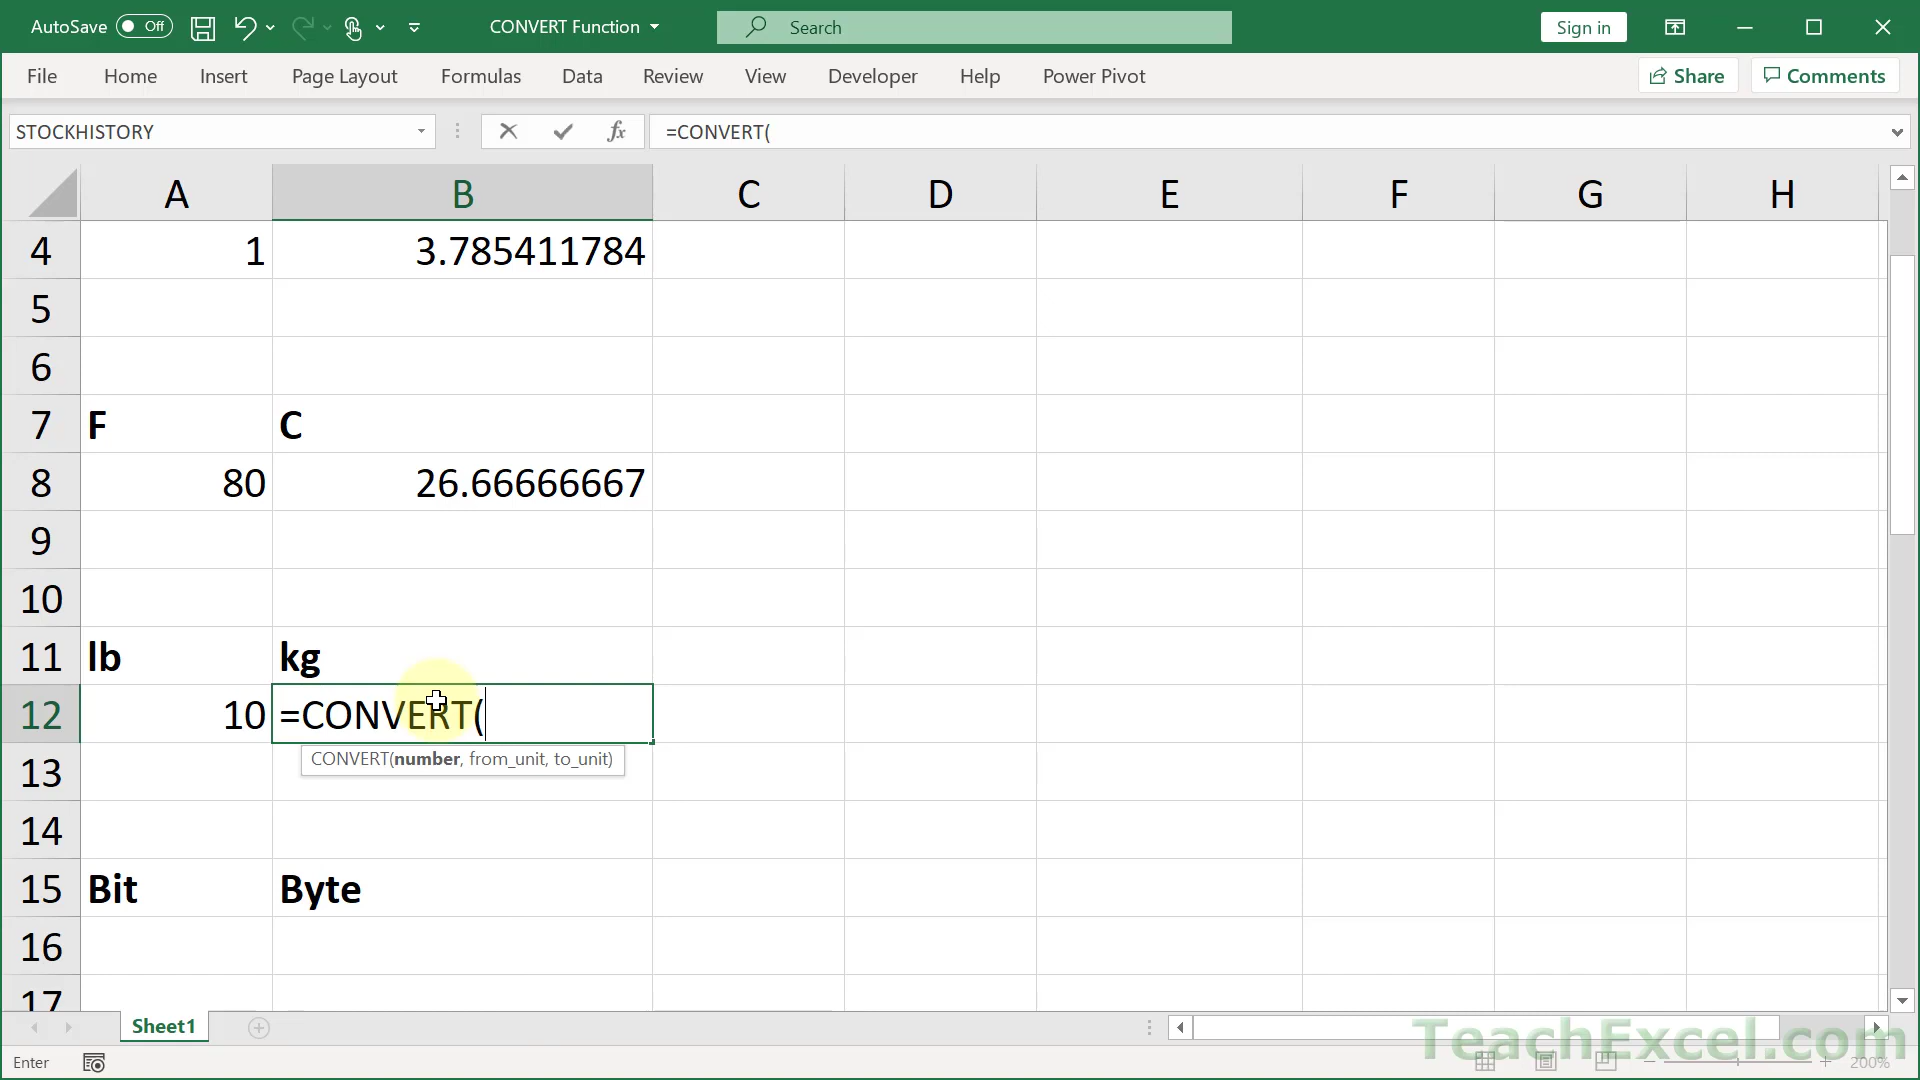 AutoSave Off CONVERT Function Search Sign in
File Home Insert Page Layout Formulas Data Review View Developer Help Power Pivot Share Comments
STOCKHISTORY fx =CONVERT(
A B C D E F G H
4 1 3.785411784
5
6
7 F C
8 80 26.66666667
9
10
11 lb kg
12 10 =CONVERT(
CONVERT(number, from_unit, to_unit)
13
14
15 Bit Byte
16
17
Sheet1
TeachExcel.com
Enter 200%